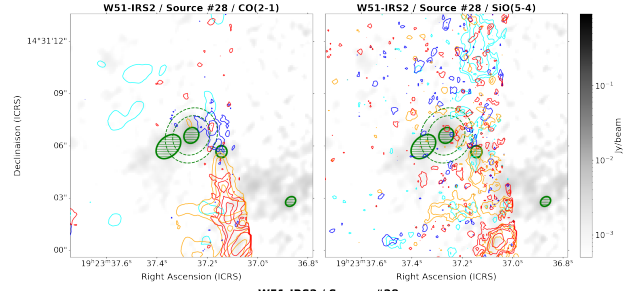 W51-IRS2 / Source #28 / CO(2-1)
W51-IRS2 / Source #28 / SiO(5-4)
14°31'12"
09"
06"
03"
00"
Declinaion (ICRS)
19ʰ23ᵐ37.6ˢ 37.4ˢ 37.2ˢ 37.0ˢ 36.8ˢ
19ʰ23ᵐ37.6ˢ 37.4ˢ 37.2ˢ 37.0ˢ 36.8ˢ
Right Ascension (ICRS)
Right Ascension (ICRS)
10⁻¹
10⁻²
10⁻³
Jy/beam